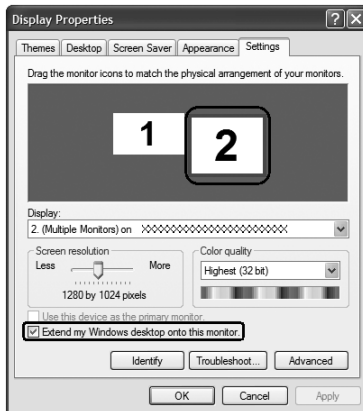 Display Properties
Themes Desktop Screen Saver Appearance Settings
Drag the monitor icons to match the physical arrangement of your monitors.
1 2
Display:
2. (Multiple Monitors) on XXXXXXXXXXXXXXXXXXXXXXXX
Screen resolution Color quality
Less More Highest (32 bit)
1280 by 1024 pixels
Use this device as the primary monitor.
Extend my Windows desktop onto this monitor.
Identify Troubleshoot... Advanced
OK Cancel Apply